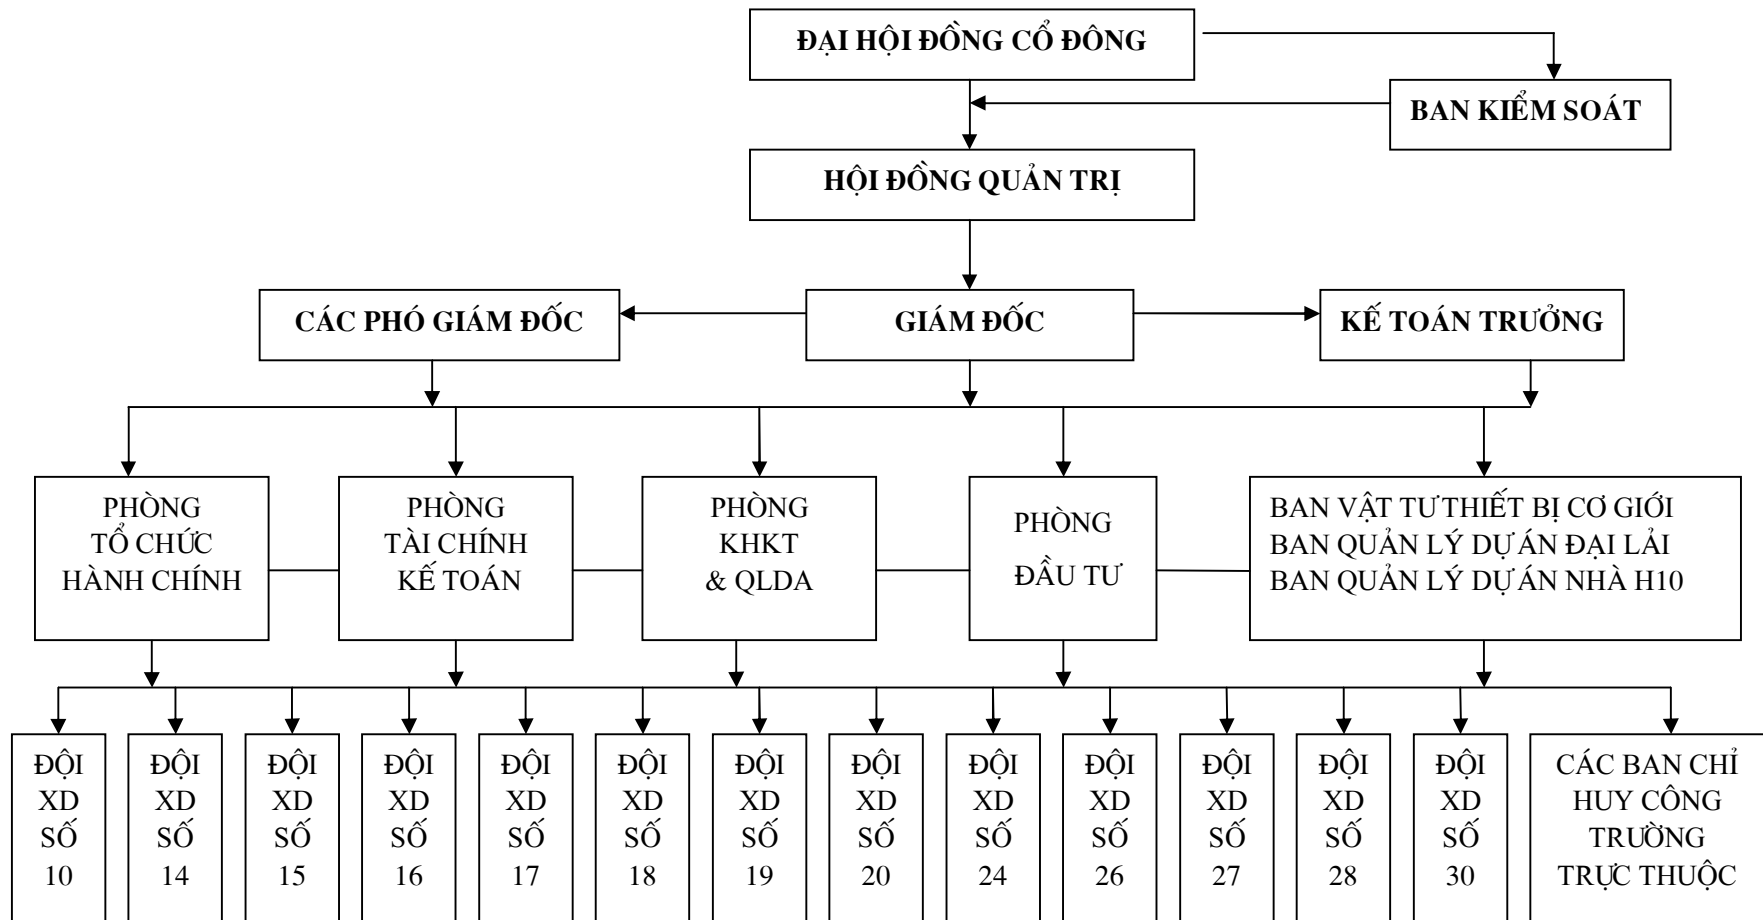 ĐẠI HỘI ĐỒNG CỔ ĐÔNG
BAN KIỂM SOÁT
HỘI ĐỒNG QUẢN TRỊ
CÁC PHÓ GIÁM ĐỐC
GIÁM ĐỐC
KẾ TOÁN TRƯỞNG
PHÒNG
TỔ CHỨC
HÀNH CHÍNH
PHÒNG
TÀI CHÍNH
KẾ TOÁN
PHÒNG
KHKT
& QLDA
PHÒNG
ĐẦU TƯ
BAN VẬT TƯ THIẾT BỊ CƠ GIỚI
BAN QUẢN LÝ DỰ ÁN ĐẠI LẢI
BAN QUẢN LÝ DỰ ÁN NHÀ H10
ĐỘI
XD
SỐ
10
ĐỘI
XD
SỐ
14
ĐỘI
XD
SỐ
15
ĐỘI
XD
SỐ
16
ĐỘI
XD
SỐ
17
ĐỘI
XD
SỐ
18
ĐỘI
XD
SỐ
19
ĐỘI
XD
SỐ
20
ĐỘI
XD
SỐ
24
ĐỘI
XD
SỐ
26
ĐỘI
XD
SỐ
27
ĐỘI
XD
SỐ
28
ĐỘI
XD
SỐ
30
CÁC BAN CHỈ
HUY CÔNG
TRƯỜNG
TRỰC THUỘC